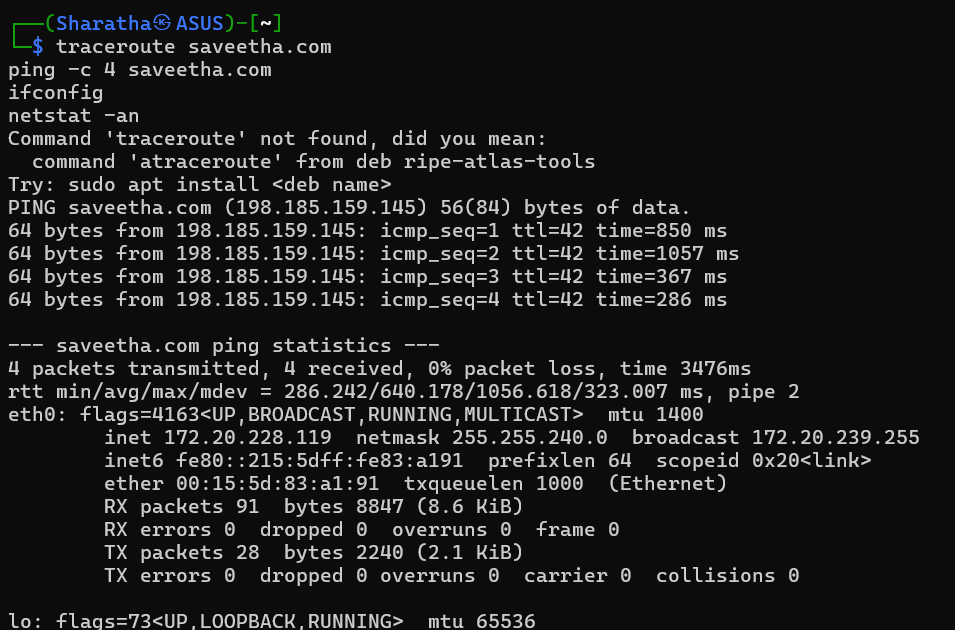 ┌──(Sharatha㉿ASUS)-[~]
└─$ traceroute saveetha.com
ping -c 4 saveetha.com
ifconfig
netstat -an
Command 'traceroute' not found, did you mean:
  command 'atraceroute' from deb ripe-atlas-tools
Try: sudo apt install <deb name>
PING saveetha.com (198.185.159.145) 56(84) bytes of data.
64 bytes from 198.185.159.145: icmp_seq=1 ttl=42 time=850 ms
64 bytes from 198.185.159.145: icmp_seq=2 ttl=42 time=1057 ms
64 bytes from 198.185.159.145: icmp_seq=3 ttl=42 time=367 ms
64 bytes from 198.185.159.145: icmp_seq=4 ttl=42 time=286 ms

--- saveetha.com ping statistics ---
4 packets transmitted, 4 received, 0% packet loss, time 3476ms
rtt min/avg/max/mdev = 286.242/640.178/1056.618/323.007 ms, pipe 2
eth0: flags=4163<UP,BROADCAST,RUNNING,MULTICAST>  mtu 1400
        inet 172.20.228.119  netmask 255.255.240.0  broadcast 172.20.239.255
        inet6 fe80::215:5dff:fe83:a191  prefixlen 64  scopeid 0x20<link>
        ether 00:15:5d:83:a1:91  txqueuelen 1000  (Ethernet)
        RX packets 91  bytes 8847 (8.6 KiB)
        RX errors 0  dropped 0  overruns 0  frame 0
        TX packets 28  bytes 2240 (2.1 KiB)
        TX errors 0  dropped 0 overruns 0  carrier 0  collisions 0

lo: flags=73<UP,LOOPBACK,RUNNING>  mtu 65536